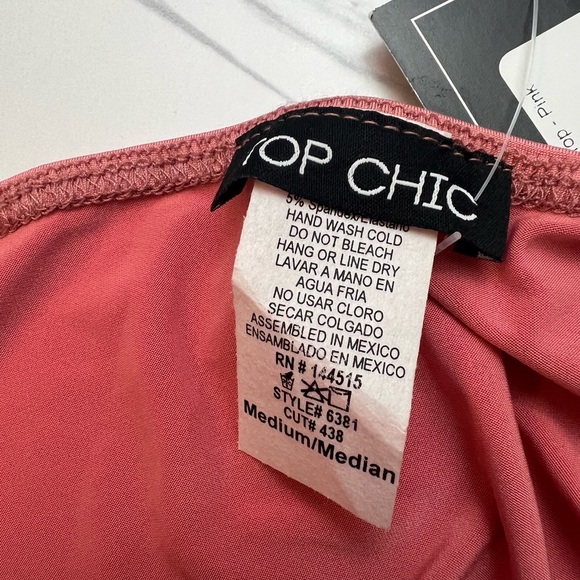 TOP CHIC
5% Spandex/Elastano
HAND WASH COLD
DO NOT BLEACH
HANG OR LINE DRY
LAVAR A MANO EN
AGUA FRIA
NO USAR CLORO
SECAR COLGADO
ASSEMBLED IN MEXICO
ENSAMBLADO EN MEXICO
RN # 144515
STYLE# 6381
CUT# 438
Medium/Median
- Pink